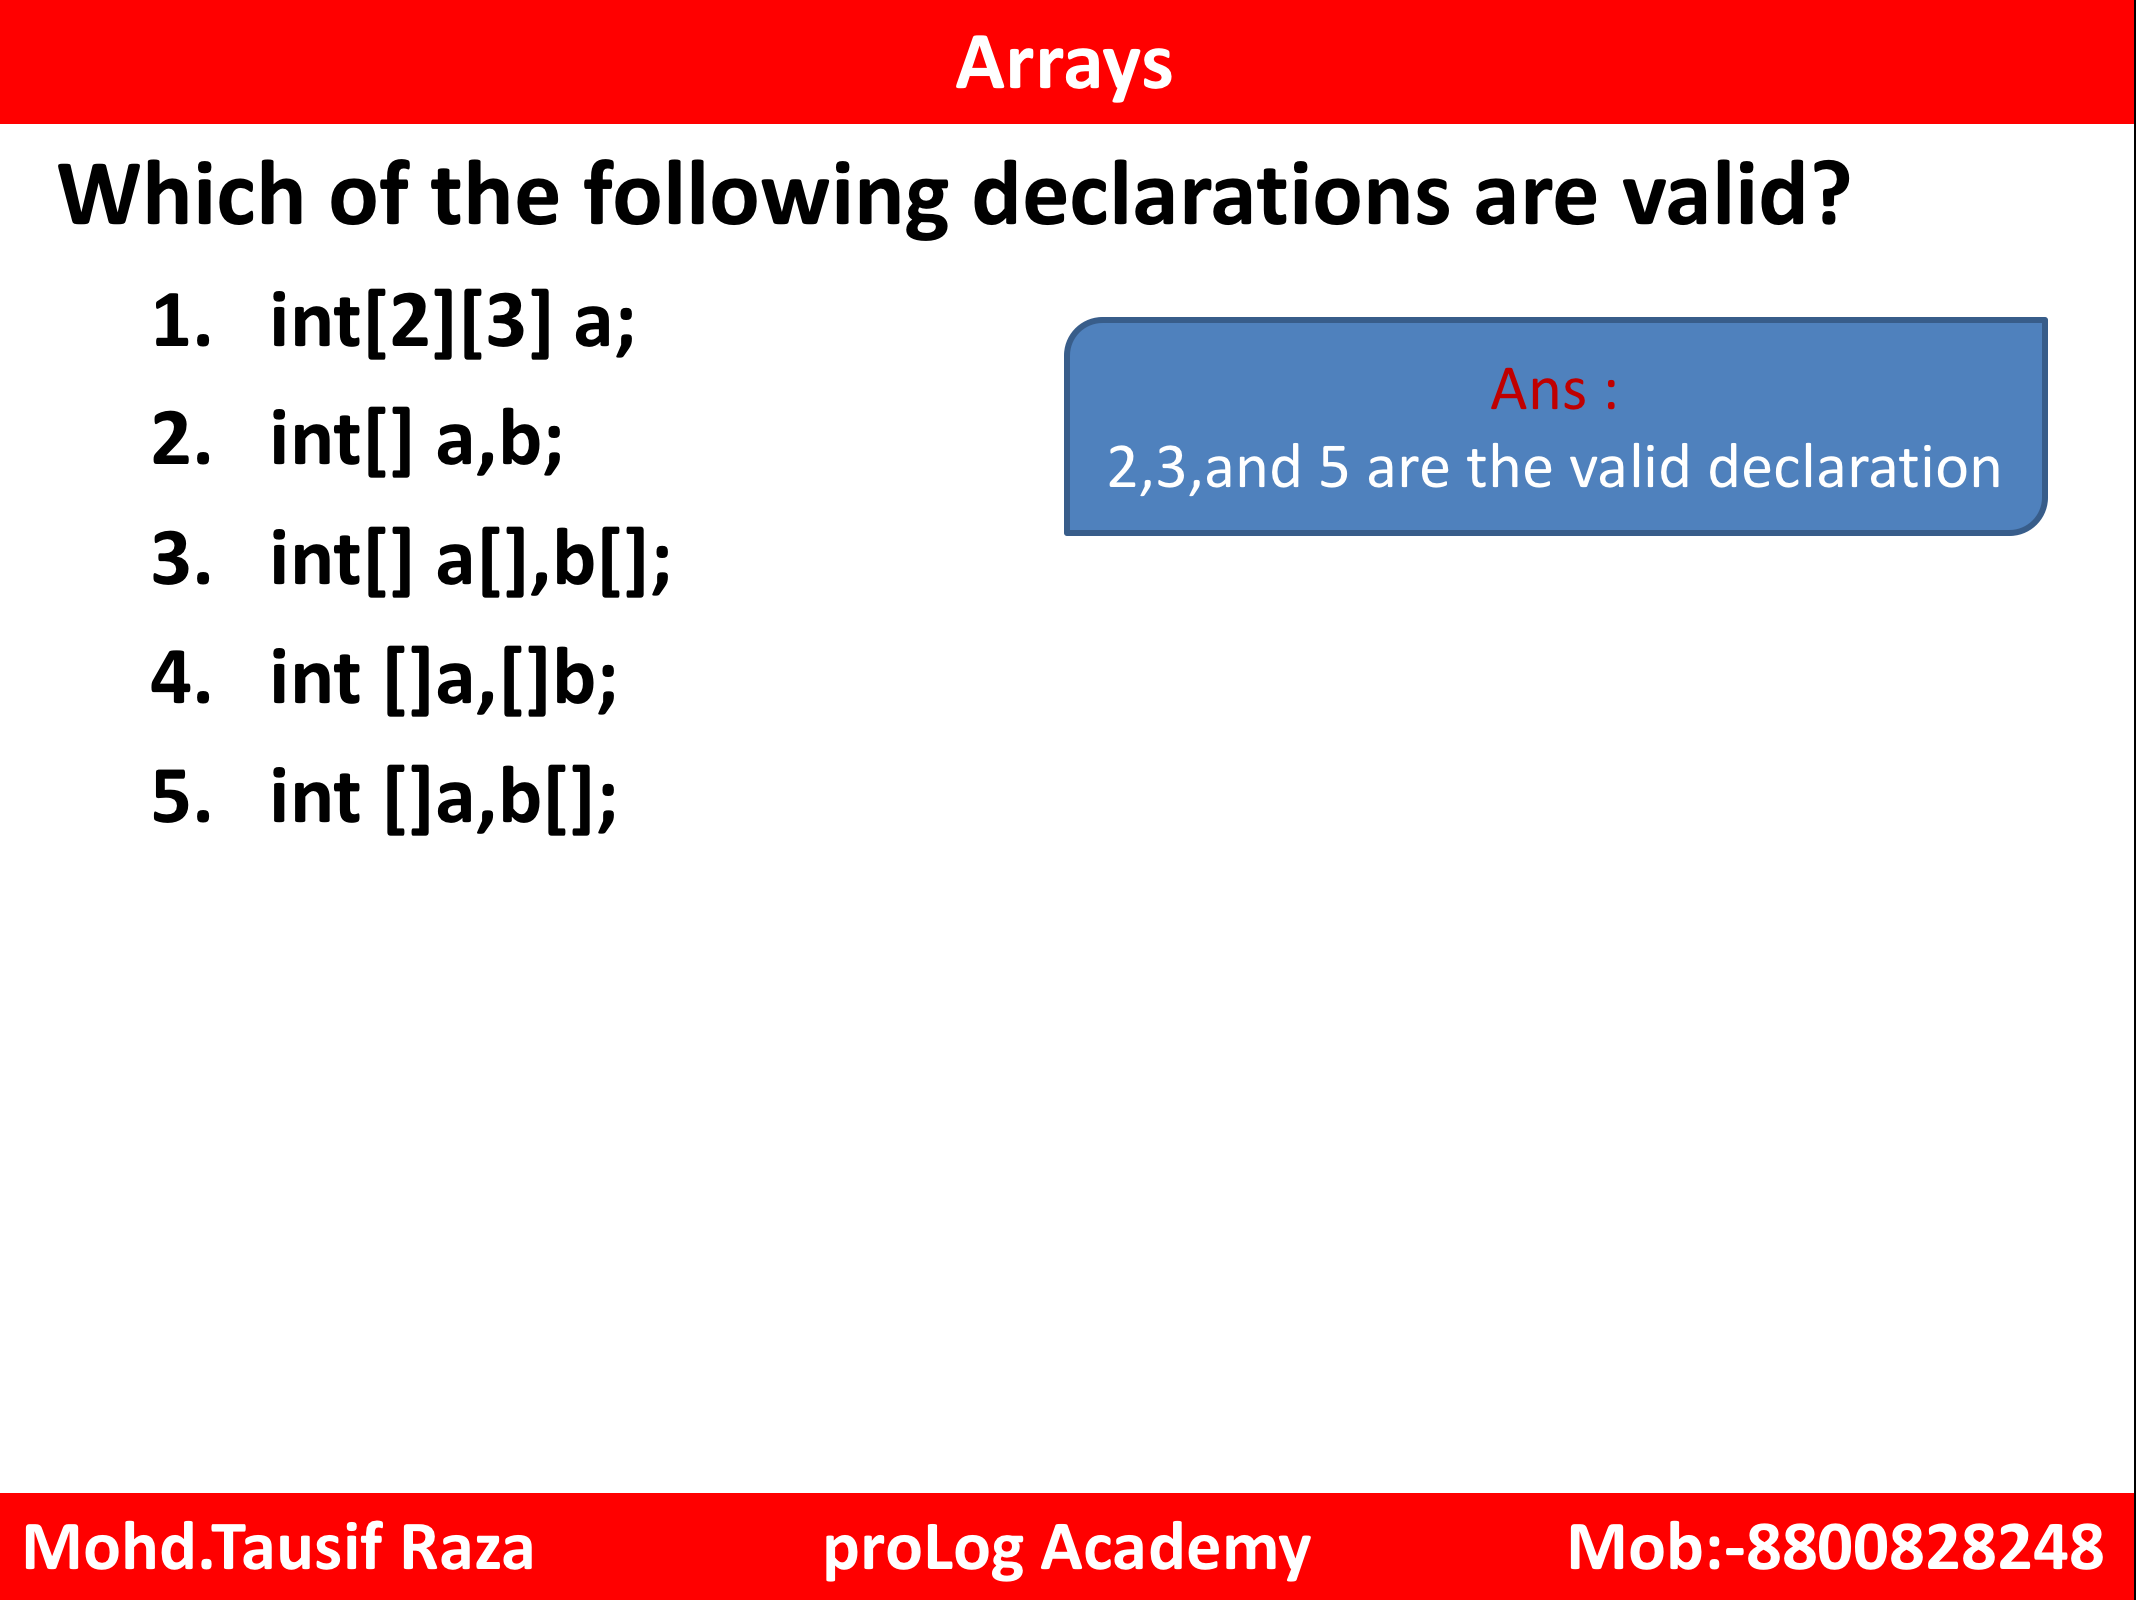 Arrays
Which of the following declarations are valid?
1. int[2][3] a;
2. int[] a,b;
3. int[] a[],b[];
4. int []a,[]b;
5. int []a,b[];
Ans :
2,3,and 5 are the valid declaration
Mohd.Tausif Raza proLog Academy Mob:-8800828248